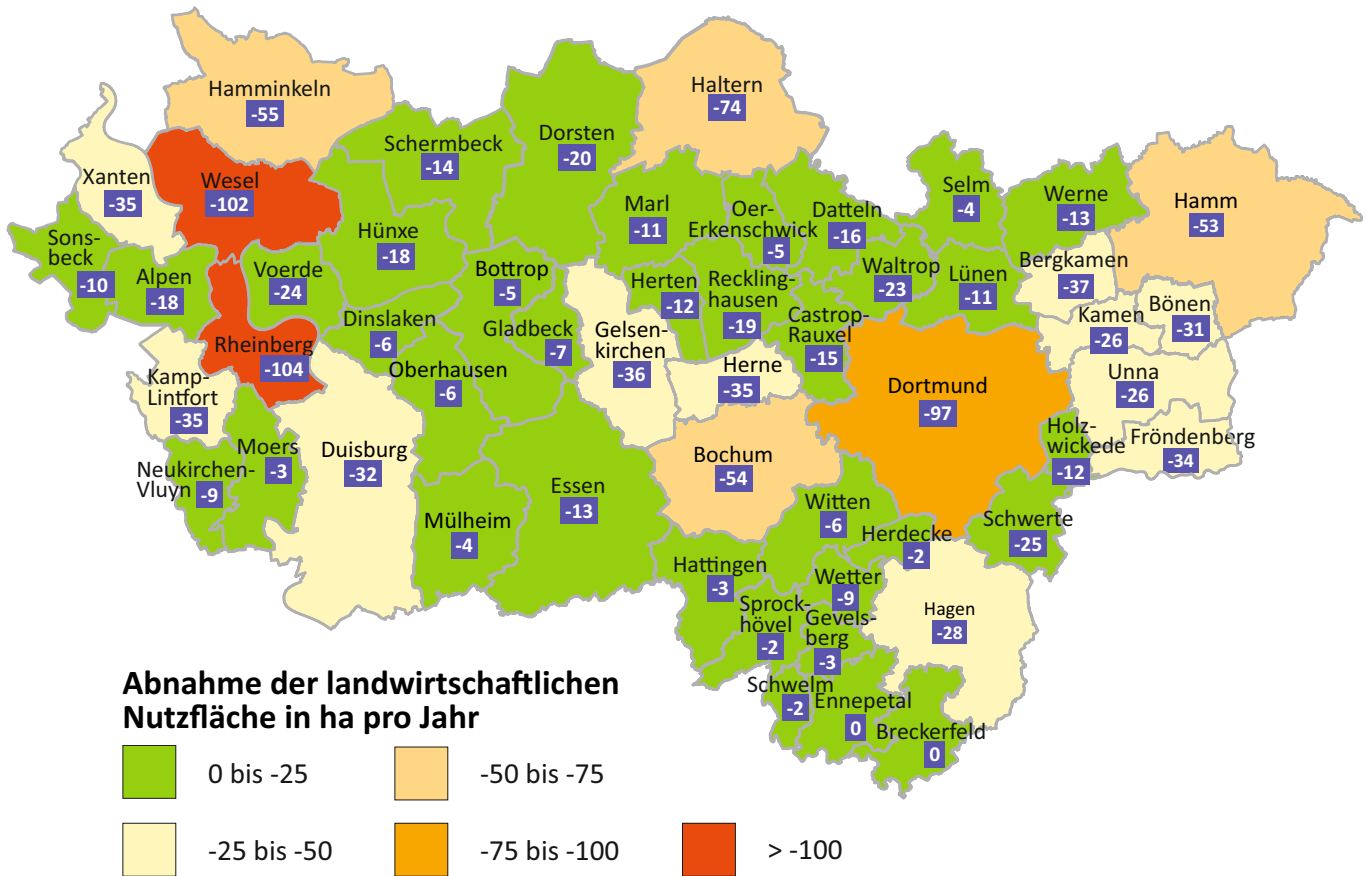 Hamminkeln
-55
Haltern
-74
Schermbeck
-14
Dorsten
-20
Xanten
-35
Wesel
-102
Selm
-4
Werne
-13
Hamm
-53
Marl
-11
Oer-
Erkenschwick
-5
Datteln
-16
Sons-
beck
-10
Hünxe
-18
Alpen
-18
Voerde
-24
Bottrop
-5
Herten
-12
Reckling-
hausen
-19
Waltrop
-23
Lünen
-11
Bergkamen
-37
Kamen
-26
Bönen
-31
Dinslaken
-6
Gladbeck
-7
Gelsen-
kirchen
-36
Castrop-
Rauxel
-15
Rheinberg
-104
Oberhausen
-6
Herne
-35
Dortmund
-97
Unna
-26
Kamp-
Lintfort
-35
Holz-
wickede
-12
Fröndenberg
-34
Moers
-3
Duisburg
-32
Bochum
-54
Neukirchen-
Vluyn
-9
Essen
-13
Mülheim
-4
Witten
-6
Herdecke
-2
Schwerte
-25
Hattingen
-3
Wetter
-9
Sprock-
hövel
-2
Gevels-
berg
-3
Hagen
-28
Schwelm
-2
Ennepetal
0
Breckerfeld
0
Abnahme der landwirtschaftlichen
Nutzfläche in ha pro Jahr
0 bis -25
-50 bis -75
-25 bis -50
-75 bis -100
> -100